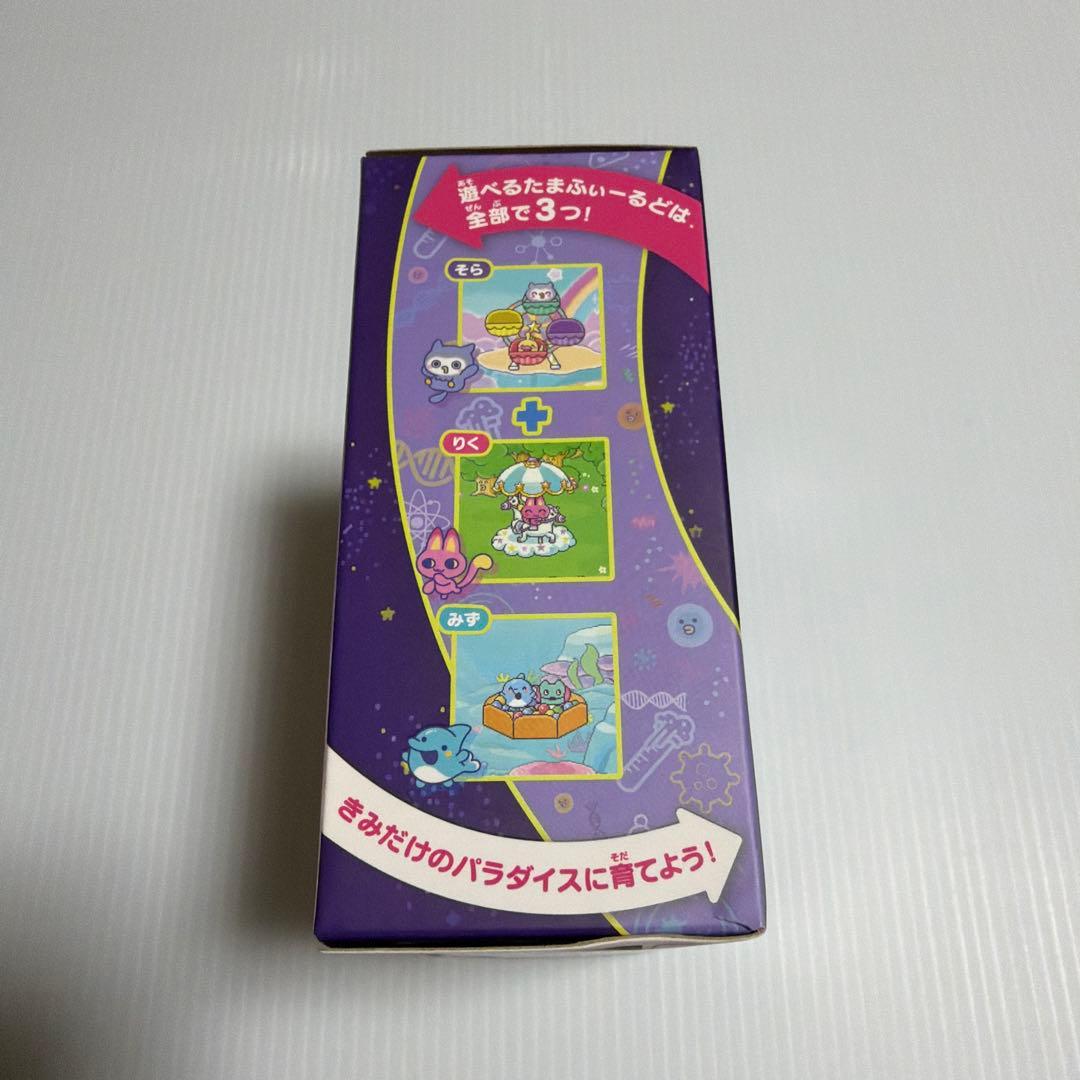 遊べるたまふぃーるどは、
全部で3つ!
そら
りく
みず
きみだけのパラダイスに育てよう!